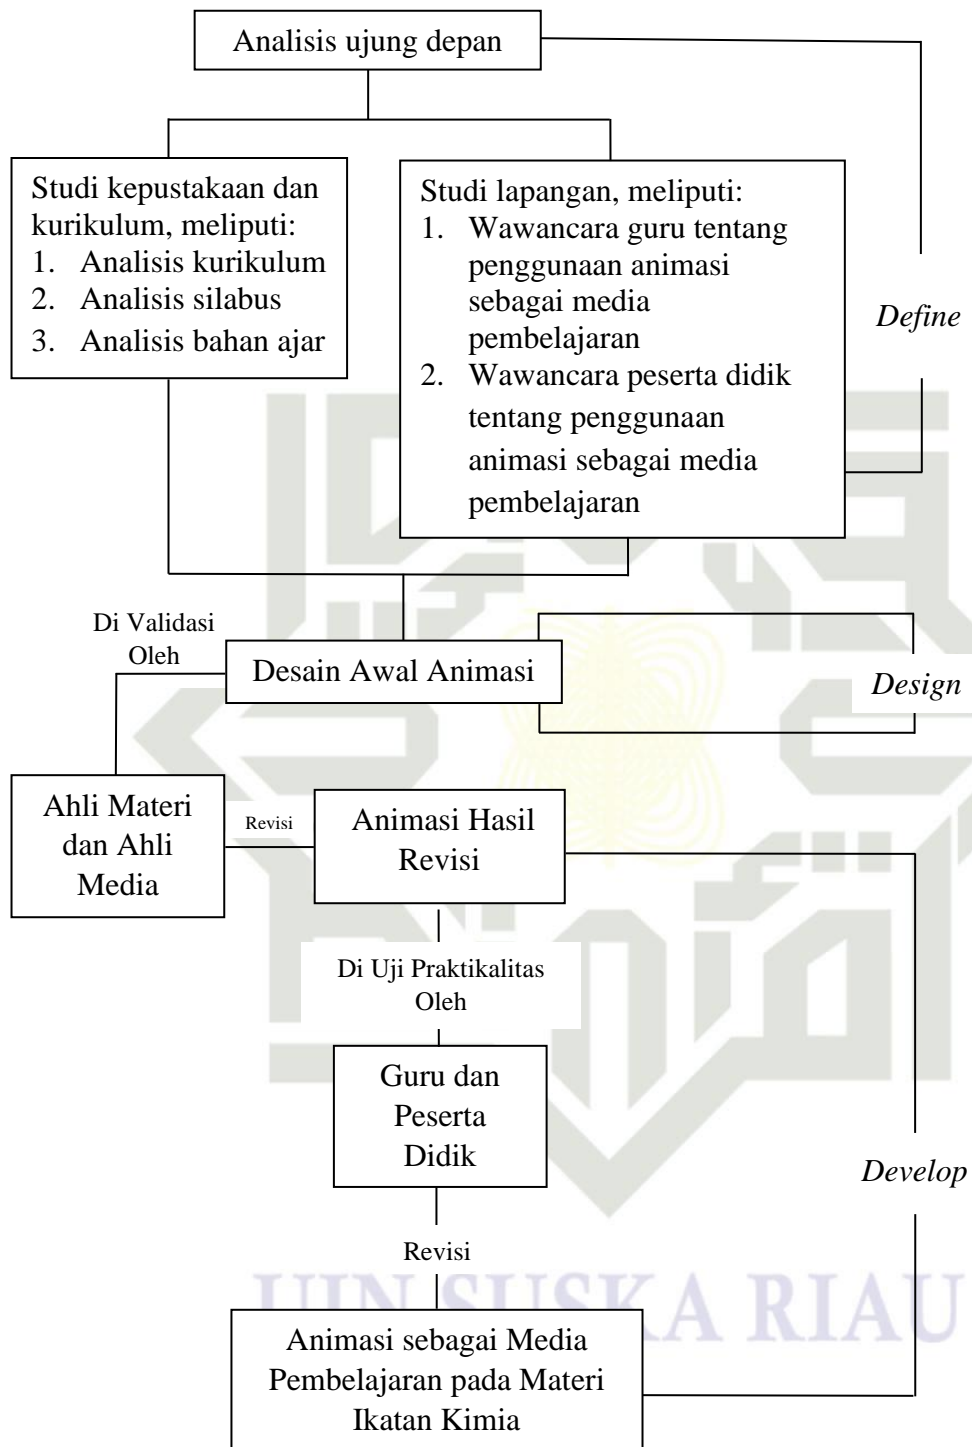 Analisis ujung depan
Studi kepustakaan dan
kurikulum, meliputi:
1. Analisis kurikulum
2. Analisis silabus
3. Analisis bahan ajar
Studi lapangan, meliputi:
1. Wawancara guru tentang
penggunaan animasi
sebagai media
pembelajaran
2. Wawancara peserta didik
tentang penggunaan
animasi sebagai media
pembelajaran
Define
Di Validasi
Oleh
Desain Awal Animasi
Design
Ahli Materi
dan Ahli
Media
Revisi
Animasi Hasil
Revisi
Di Uji Praktikalitas
Oleh
Guru dan
Peserta
Didik
Develop
Revisi
UIN SUSKA RIAU
Animasi sebagai Media
Pembelajaran pada Materi
Ikatan Kimia